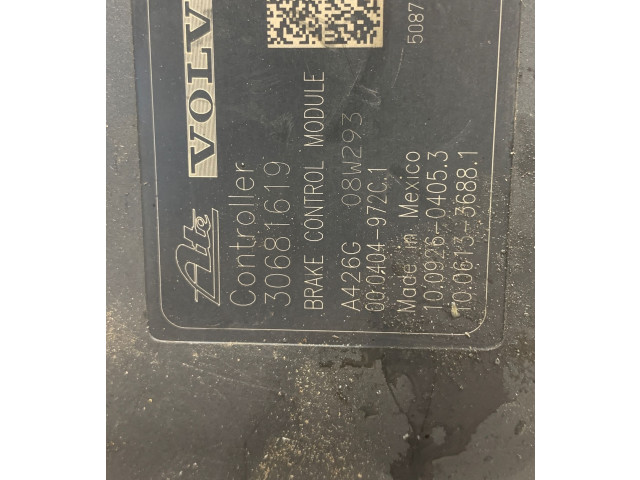 Ate VOLV
Controller
30681619
BRAKE CONTROL MODULE
A426G 08W293
00.0404-972C.1
Made in Mexico
10.0926-0405.3
10.0613-3688.1
5087